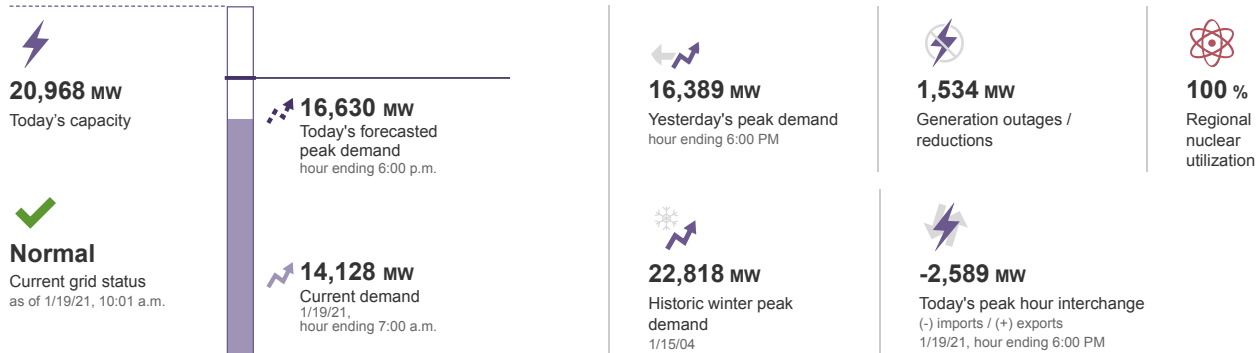 20,968 MW
Today's capacity
Normal
Current grid status
as of 1/19/21, 10:01 a.m.
16,630 MW
Today's forecasted
peak demand
hour ending 6:00 p.m.
14,128 MW
Current demand
1/19/21,
hour ending 7:00 a.m.
16,389 MW
Yesterday's peak demand
hour ending 6:00 PM
1,534 MW
Generation outages /
reductions
100 %
Regional
nuclear
utilization
22,818 MW
Historic winter peak
demand
1/15/04
-2,589 MW
Today's peak hour interchange
(-) imports / (+) exports
1/19/21, hour ending 6:00 PM